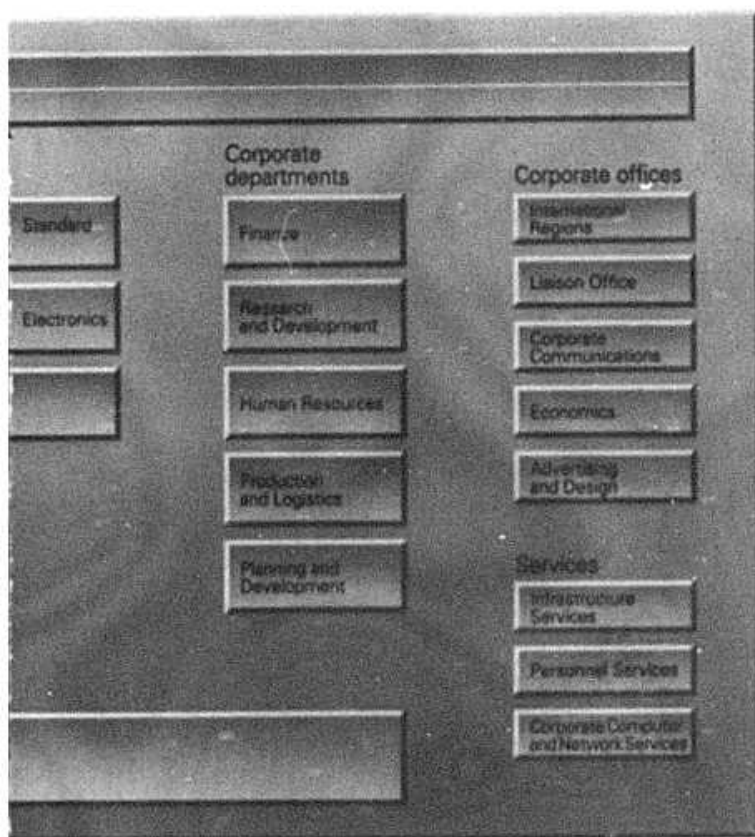 Corporate
departments
Corporate offices
Standard
Finance
International
Regions
Electronics
Research
and Development
Liaison Office
Corporate
Communications
Human Resources
Economics
Production
and Logistics
Advertising
and Design
Planning and
Development
Services
Infrastructure
Services
Personnel Services
Corporate Computer
and Network Services